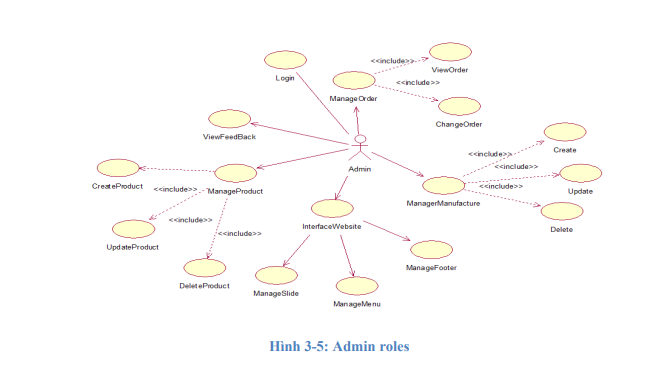 <<include>>
ViewOrder
Login
<<include>>
ManageOrder
ChangeOrder
ViewFeedBack
Create
<<include>>
Admin
<<include>>
CreateProduct
<<include>>
ManageProduct
<<include>>
Update
ManagerManufacture
<<include>>
Delete
InterfaceWebsite
<<include>>
UpdateProduct
ManageFooter
DeleteProduct
ManageSlide
ManageMenu
Hình 3-5: Admin roles